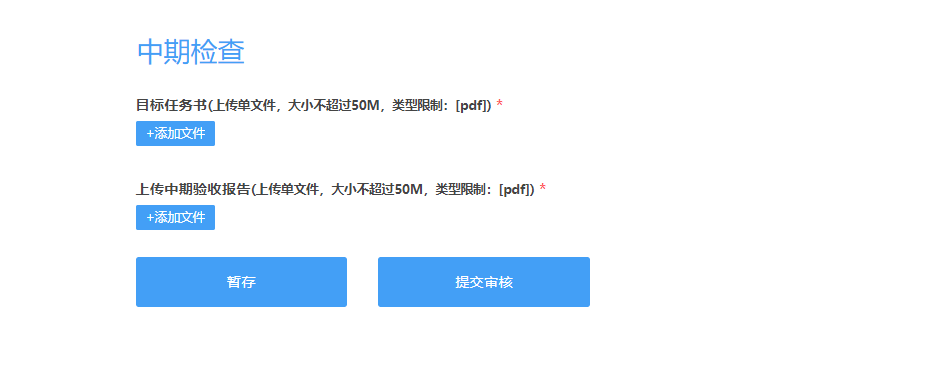 中期检查
目标任务书(上传单文件，大小不超过50M，类型限制：[pdf]) *
+添加文件
上传中期验收报告(上传单文件，大小不超过50M，类型限制：[pdf]) *
+添加文件
暂存 提交审核